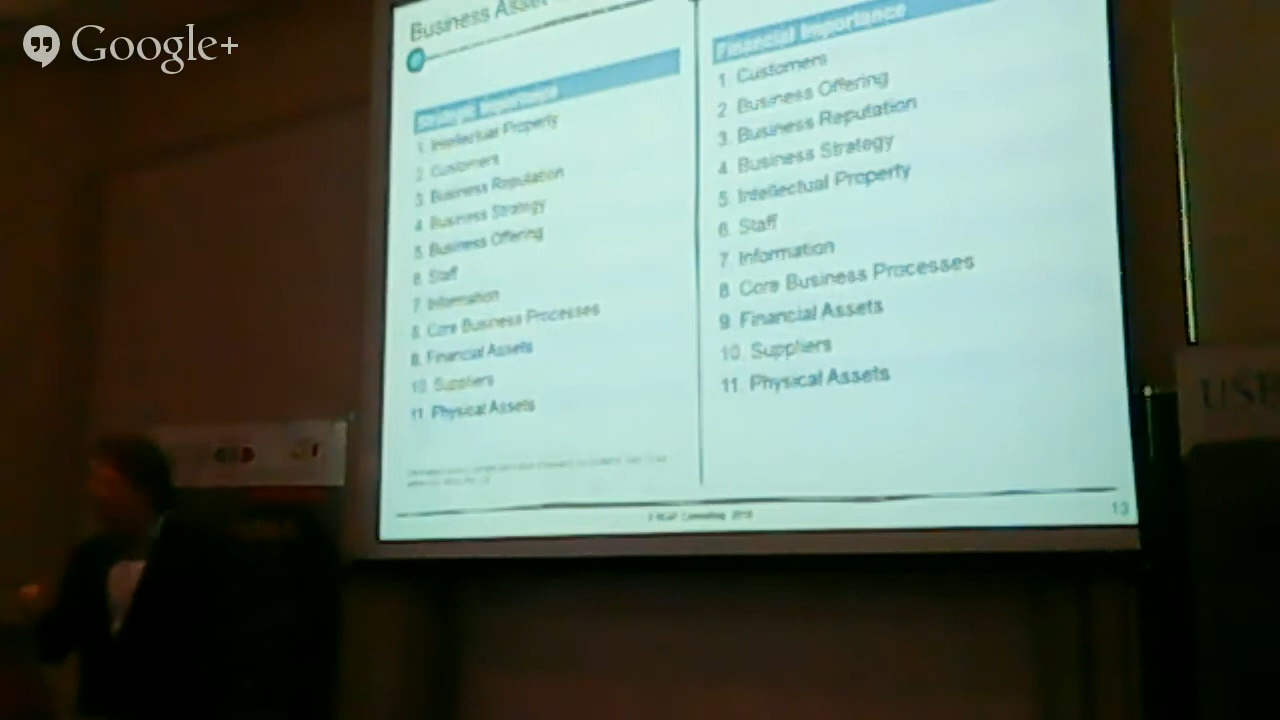 Google+
Business Asset
Strategic Importance
1. Intellectual Property
2. Customers
3. Business Reputation
4. Business Strategy
5. Business Offering
6. Staff
7. Information
8. Core Business Processes
9. Financial Assets
10. Suppliers
11. Physical Assets
Financial Importance
1. Customers
2. Business Offering
3. Business Reputation
4. Business Strategy
5. Intellectual Property
6. Staff
7. Information
8. Core Business Processes
9. Financial Assets
10. Suppliers
11. Physical Assets
13